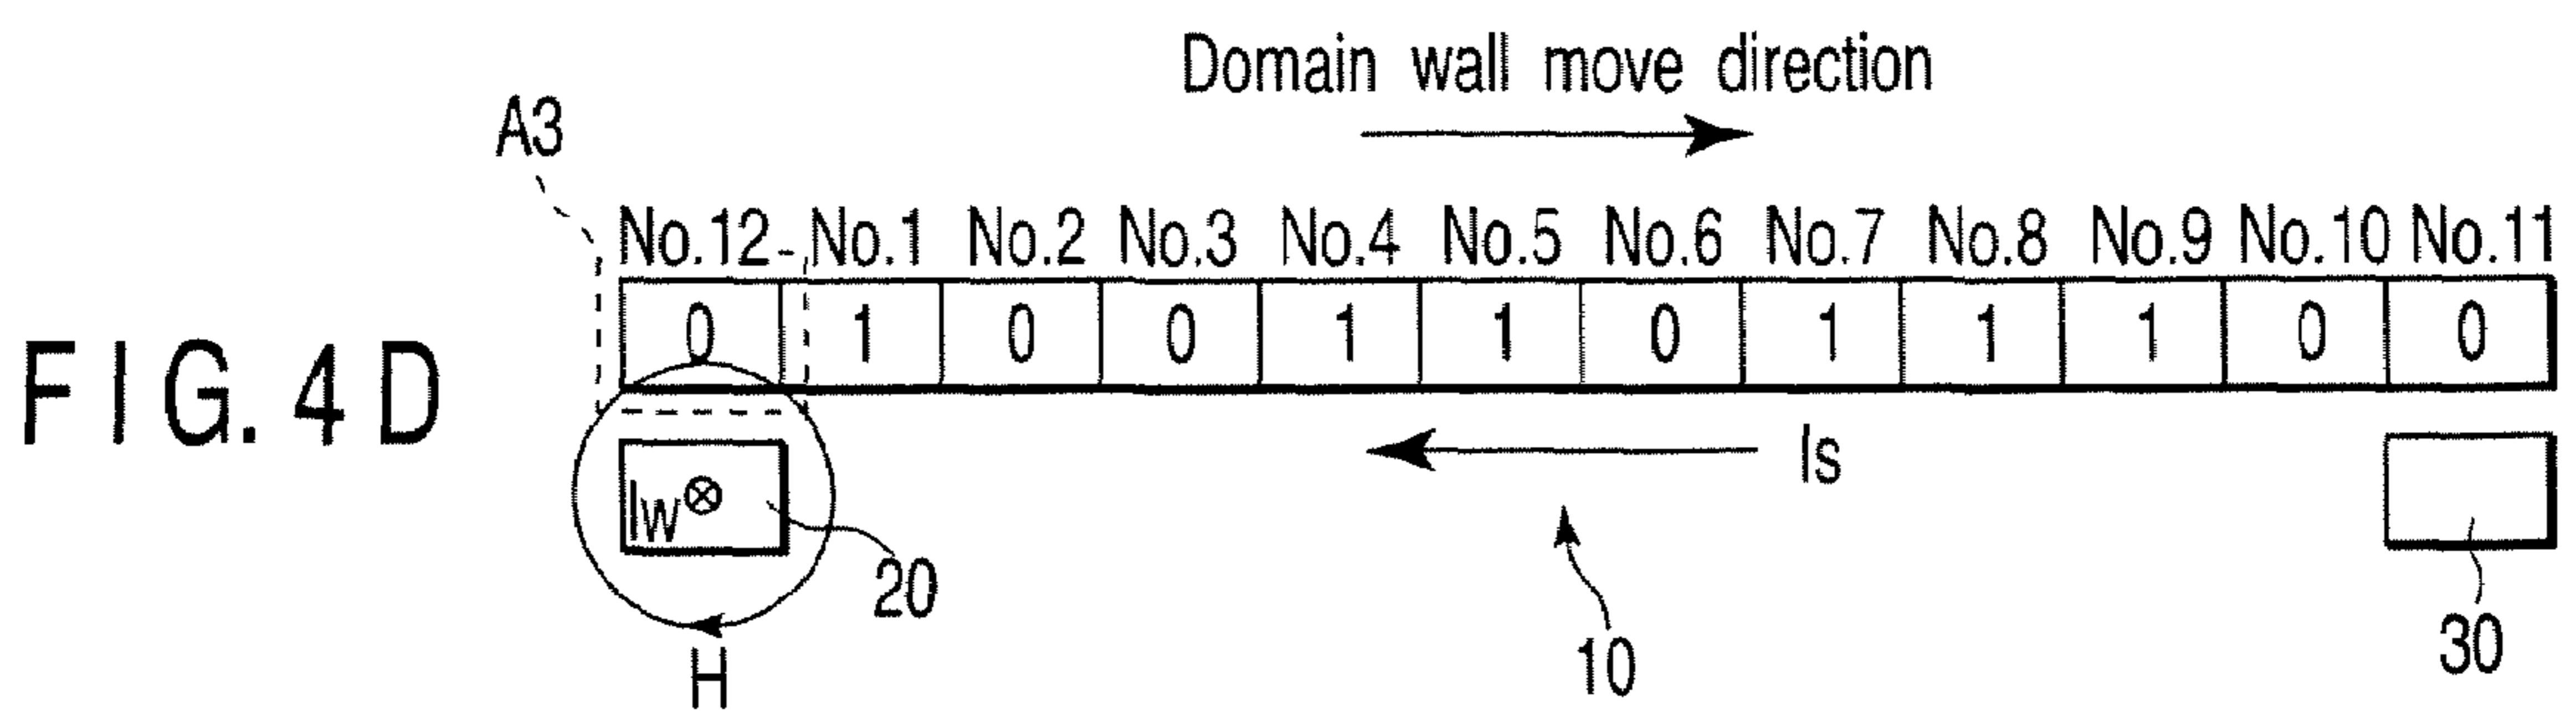 Domain wall move direction
A3
No.12 No.1 No.2 No.3 No.4 No.5 No.6 No.7 No.8 No.9 No.10 No.11
0 1 0 0 1 1 0 1 1 1 0 0
FIG. 4D
Is
Iw
20
10
30
H